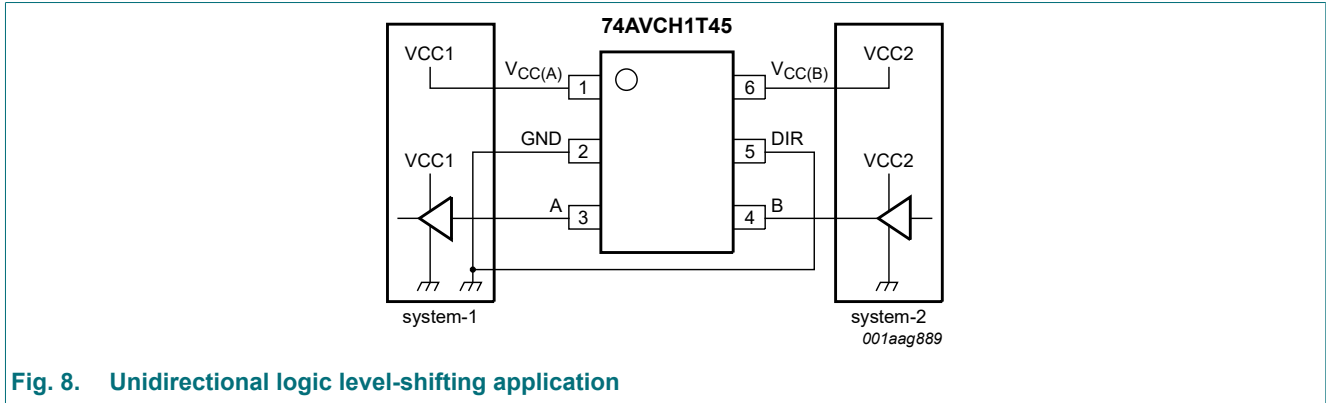 74AVCH1T45
VCC1
VCC(A)
1
6
VCC(B)
VCC2
GND
2
5
DIR
VCC1
VCC2
A
3
4
B
system-1
system-2
001aag889
Fig. 8. Unidirectional logic level-shifting application